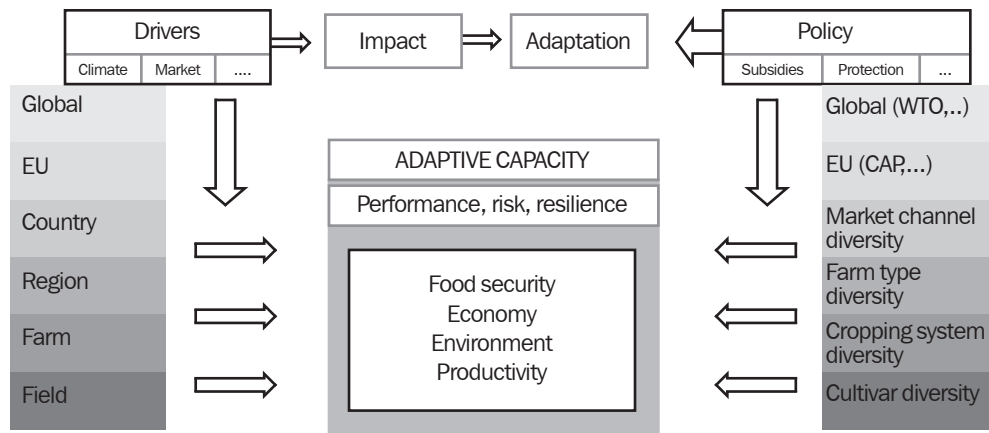 Drivers
Climate
Market
....
Impact
Adaptation
Policy
Subsidies
Protection
...
Global
EU
Country
Region
Farm
Field
ADAPTIVE CAPACITY
Performance, risk, resilience
Food security
Economy
Environment
Productivity
Global (WTO,..)
EU (CAP,...)
Market channel
diversity
Farm type
diversity
Cropping system
diversity
Cultivar diversity